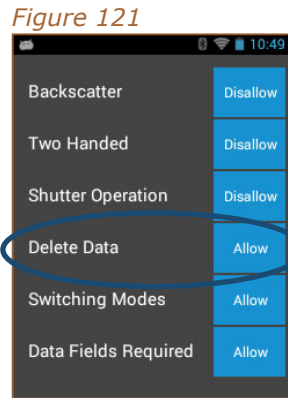 Figure 121
10:49
Backscatter Disallow
Two Handed Disallow
Shutter Operation Disallow
Delete Data Allow
Switching Modes Allow
Data Fields Required Allow